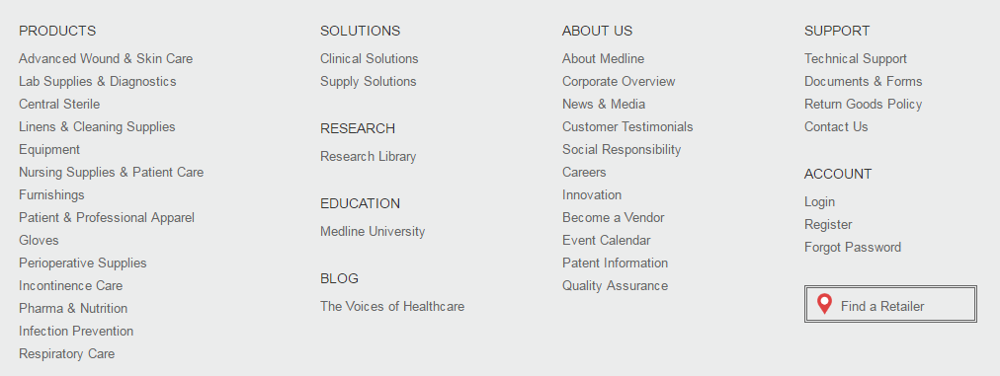 PRODUCTS
Advanced Wound & Skin Care
Lab Supplies & Diagnostics
Central Sterile
Linens & Cleaning Supplies
Equipment
Nursing Supplies & Patient Care
Furnishings
Patient & Professional Apparel
Gloves
Perioperative Supplies
Incontinence Care
Pharma & Nutrition
Infection Prevention
Respiratory Care
SOLUTIONS
Clinical Solutions
Supply Solutions
RESEARCH
Research Library
EDUCATION
Medline University
BLOG
The Voices of Healthcare
ABOUT US
About Medline
Corporate Overview
News & Media
Customer Testimonials
Social Responsibility
Careers
Innovation
Become a Vendor
Event Calendar
Patent Information
Quality Assurance
SUPPORT
Technical Support
Documents & Forms
Return Goods Policy
Contact Us
ACCOUNT
Login
Register
Forgot Password
Find a Retailer